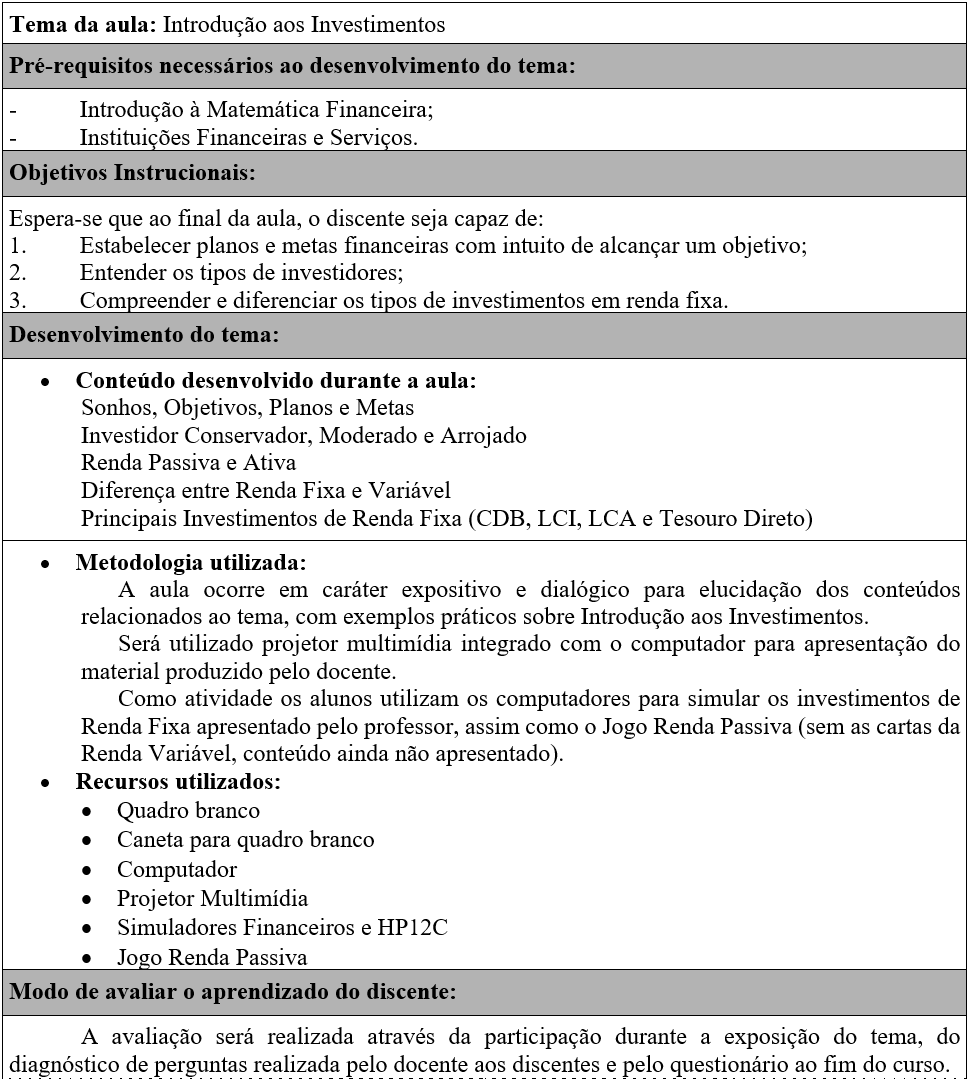 Tema da aula: Introdução aos Investimentos
Pré-requisitos necessários ao desenvolvimento do tema:
- Introdução à Matemática Financeira;
- Instituições Financeiras e Serviços.
Objetivos Instrucionais:
Espera-se que ao final da aula, o discente seja capaz de:
1. Estabelecer planos e metas financeiras com intuito de alcançar um objetivo;
2. Entender os tipos de investidores;
3. Compreender e diferenciar os tipos de investimentos em renda fixa.
Desenvolvimento do tema:
• Conteúdo desenvolvido durante a aula:
Sonhos, Objetivos, Planos e Metas
Investidor Conservador, Moderado e Arrojado
Renda Passiva e Ativa
Diferença entre Renda Fixa e Variável
Principais Investimentos de Renda Fixa (CDB, LCI, LCA e Tesouro Direto)
• Metodologia utilizada:
A aula ocorre em caráter expositivo e dialógico para elucidação dos conteúdos
relacionados ao tema, com exemplos práticos sobre Introdução aos Investimentos.
Será utilizado projetor multimídia integrado com o computador para apresentação do
material produzido pelo docente.
Como atividade os alunos utilizam os computadores para simular os investimentos de
Renda Fixa apresentado pelo professor, assim como o Jogo Renda Passiva (sem as cartas da
Renda Variável, conteúdo ainda não apresentado).
• Recursos utilizados:
• Quadro branco
• Caneta para quadro branco
• Computador
• Projetor Multimídia
• Simuladores Financeiros e HP12C
• Jogo Renda Passiva
Modo de avaliar o aprendizado do discente:
A avaliação será realizada através da participação durante a exposição do tema, do
diagnóstico de perguntas realizada pelo docente aos discentes e pelo questionário ao fim do curso.